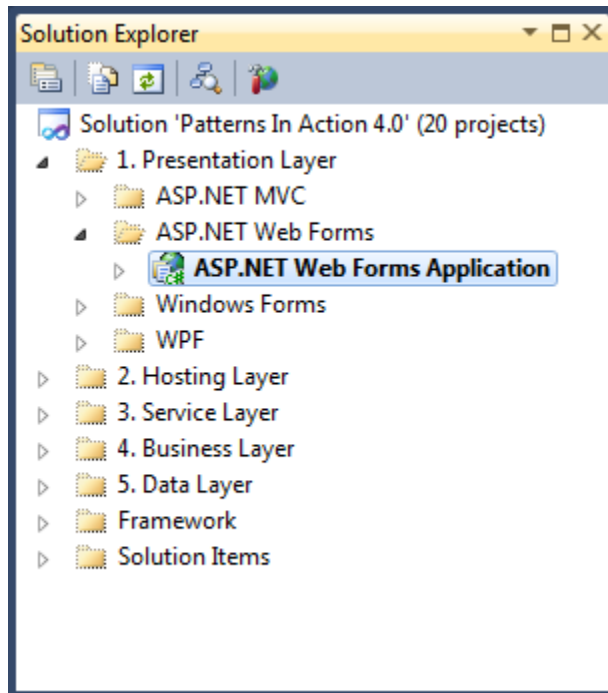 Solution Explorer
Solution 'Patterns In Action 4.0' (20 projects)
1. Presentation Layer
ASP.NET MVC
ASP.NET Web Forms
ASP.NET Web Forms Application
Windows Forms
WPF
2. Hosting Layer
3. Service Layer
4. Business Layer
5. Data Layer
Framework
Solution Items